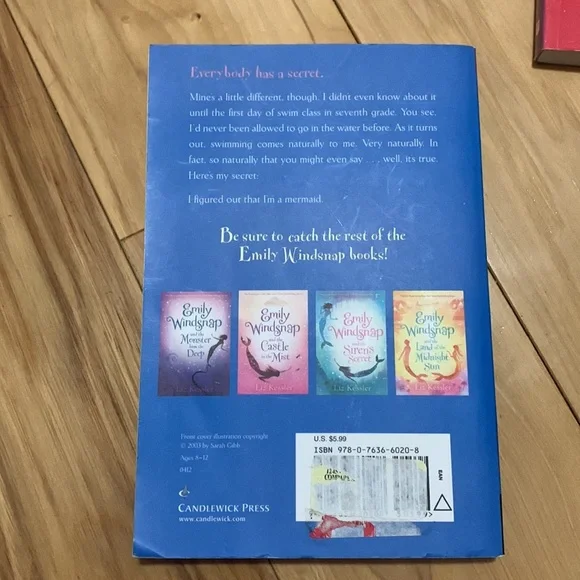 Everybody has a secret.
Mine's a little different, though. I didn't even know about it
until the first day of swim class in seventh grade. You see,
I'd never been allowed to go in the water before. As it turns
out, swimming comes naturally to me. Very naturally. In
fact, so naturally that you might even say . . . well, it's true.
Here's my secret:
I figured out that I'm a mermaid.
Be sure to catch the rest of the
Emily Windsnap books!
Emily
Windsnap
and the
Monster
from the
Deep
Emily
Windsnap
and the
Castle
in the Mist
Liz Kessler
Emily
Windsnap
and the
Siren's
Secret
Liz Kessler
Emily
Windsnap
and the
Land of the
Midnight
Sun
Liz Kessler
Front cover illustration copyright
© 2003 by Sarah Gibb
Ages 8–12
0412
CANDLEWICK PRESS
www.candlewick.com
U.S. $5.99
ISBN 978-0-7636-6020-8
EAN